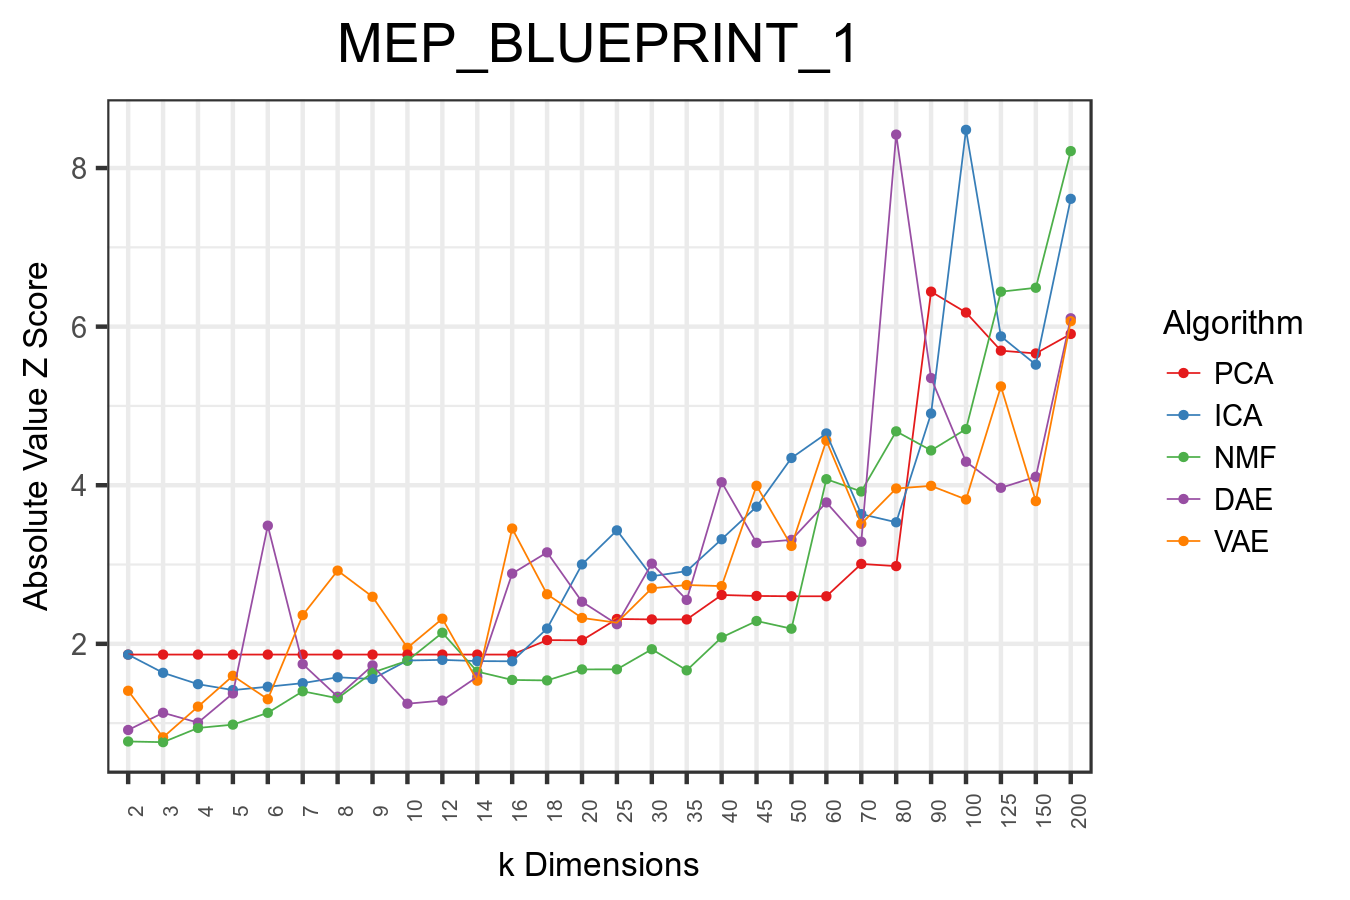 MEP_BLUEPRINT_1
Absolute Value Z Score
8
6
4
2
2 3 4 5 6 7 8 9 10 12 14 16 18 20 25 30 35 40 45 50 60 70 80 90 100 125 150 200
k Dimensions
Algorithm
PCA
ICA
NMF
DAE
VAE